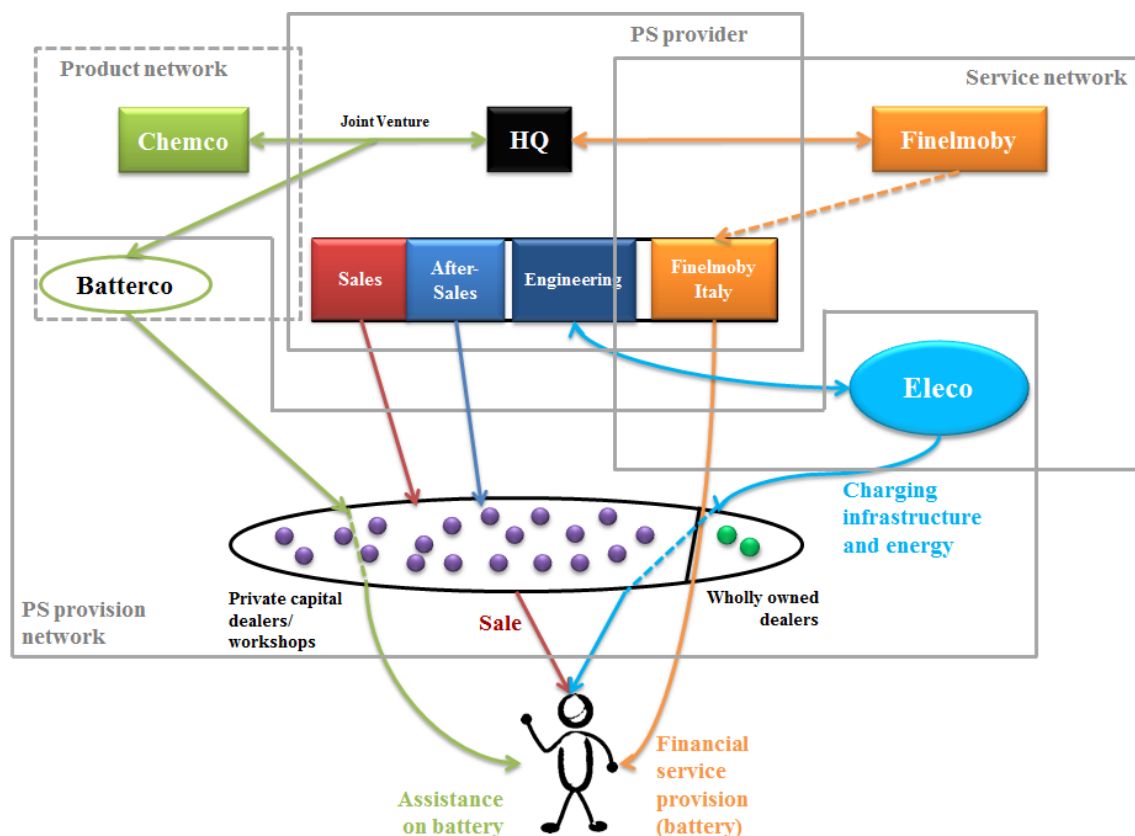 PS provider
Product network
Service network
Chemco
Joint Venture
HQ
Finelmoby
Batterco
Sales
After-
Sales
Engineering
Finelmoby
Italy
Eleco
Charging
infrastructure
and energy
PS provision
network
Private capital
dealers/
workshops
Sale
Wholly owned
dealers
Assistance
on battery
Financial
service
provision
(battery)